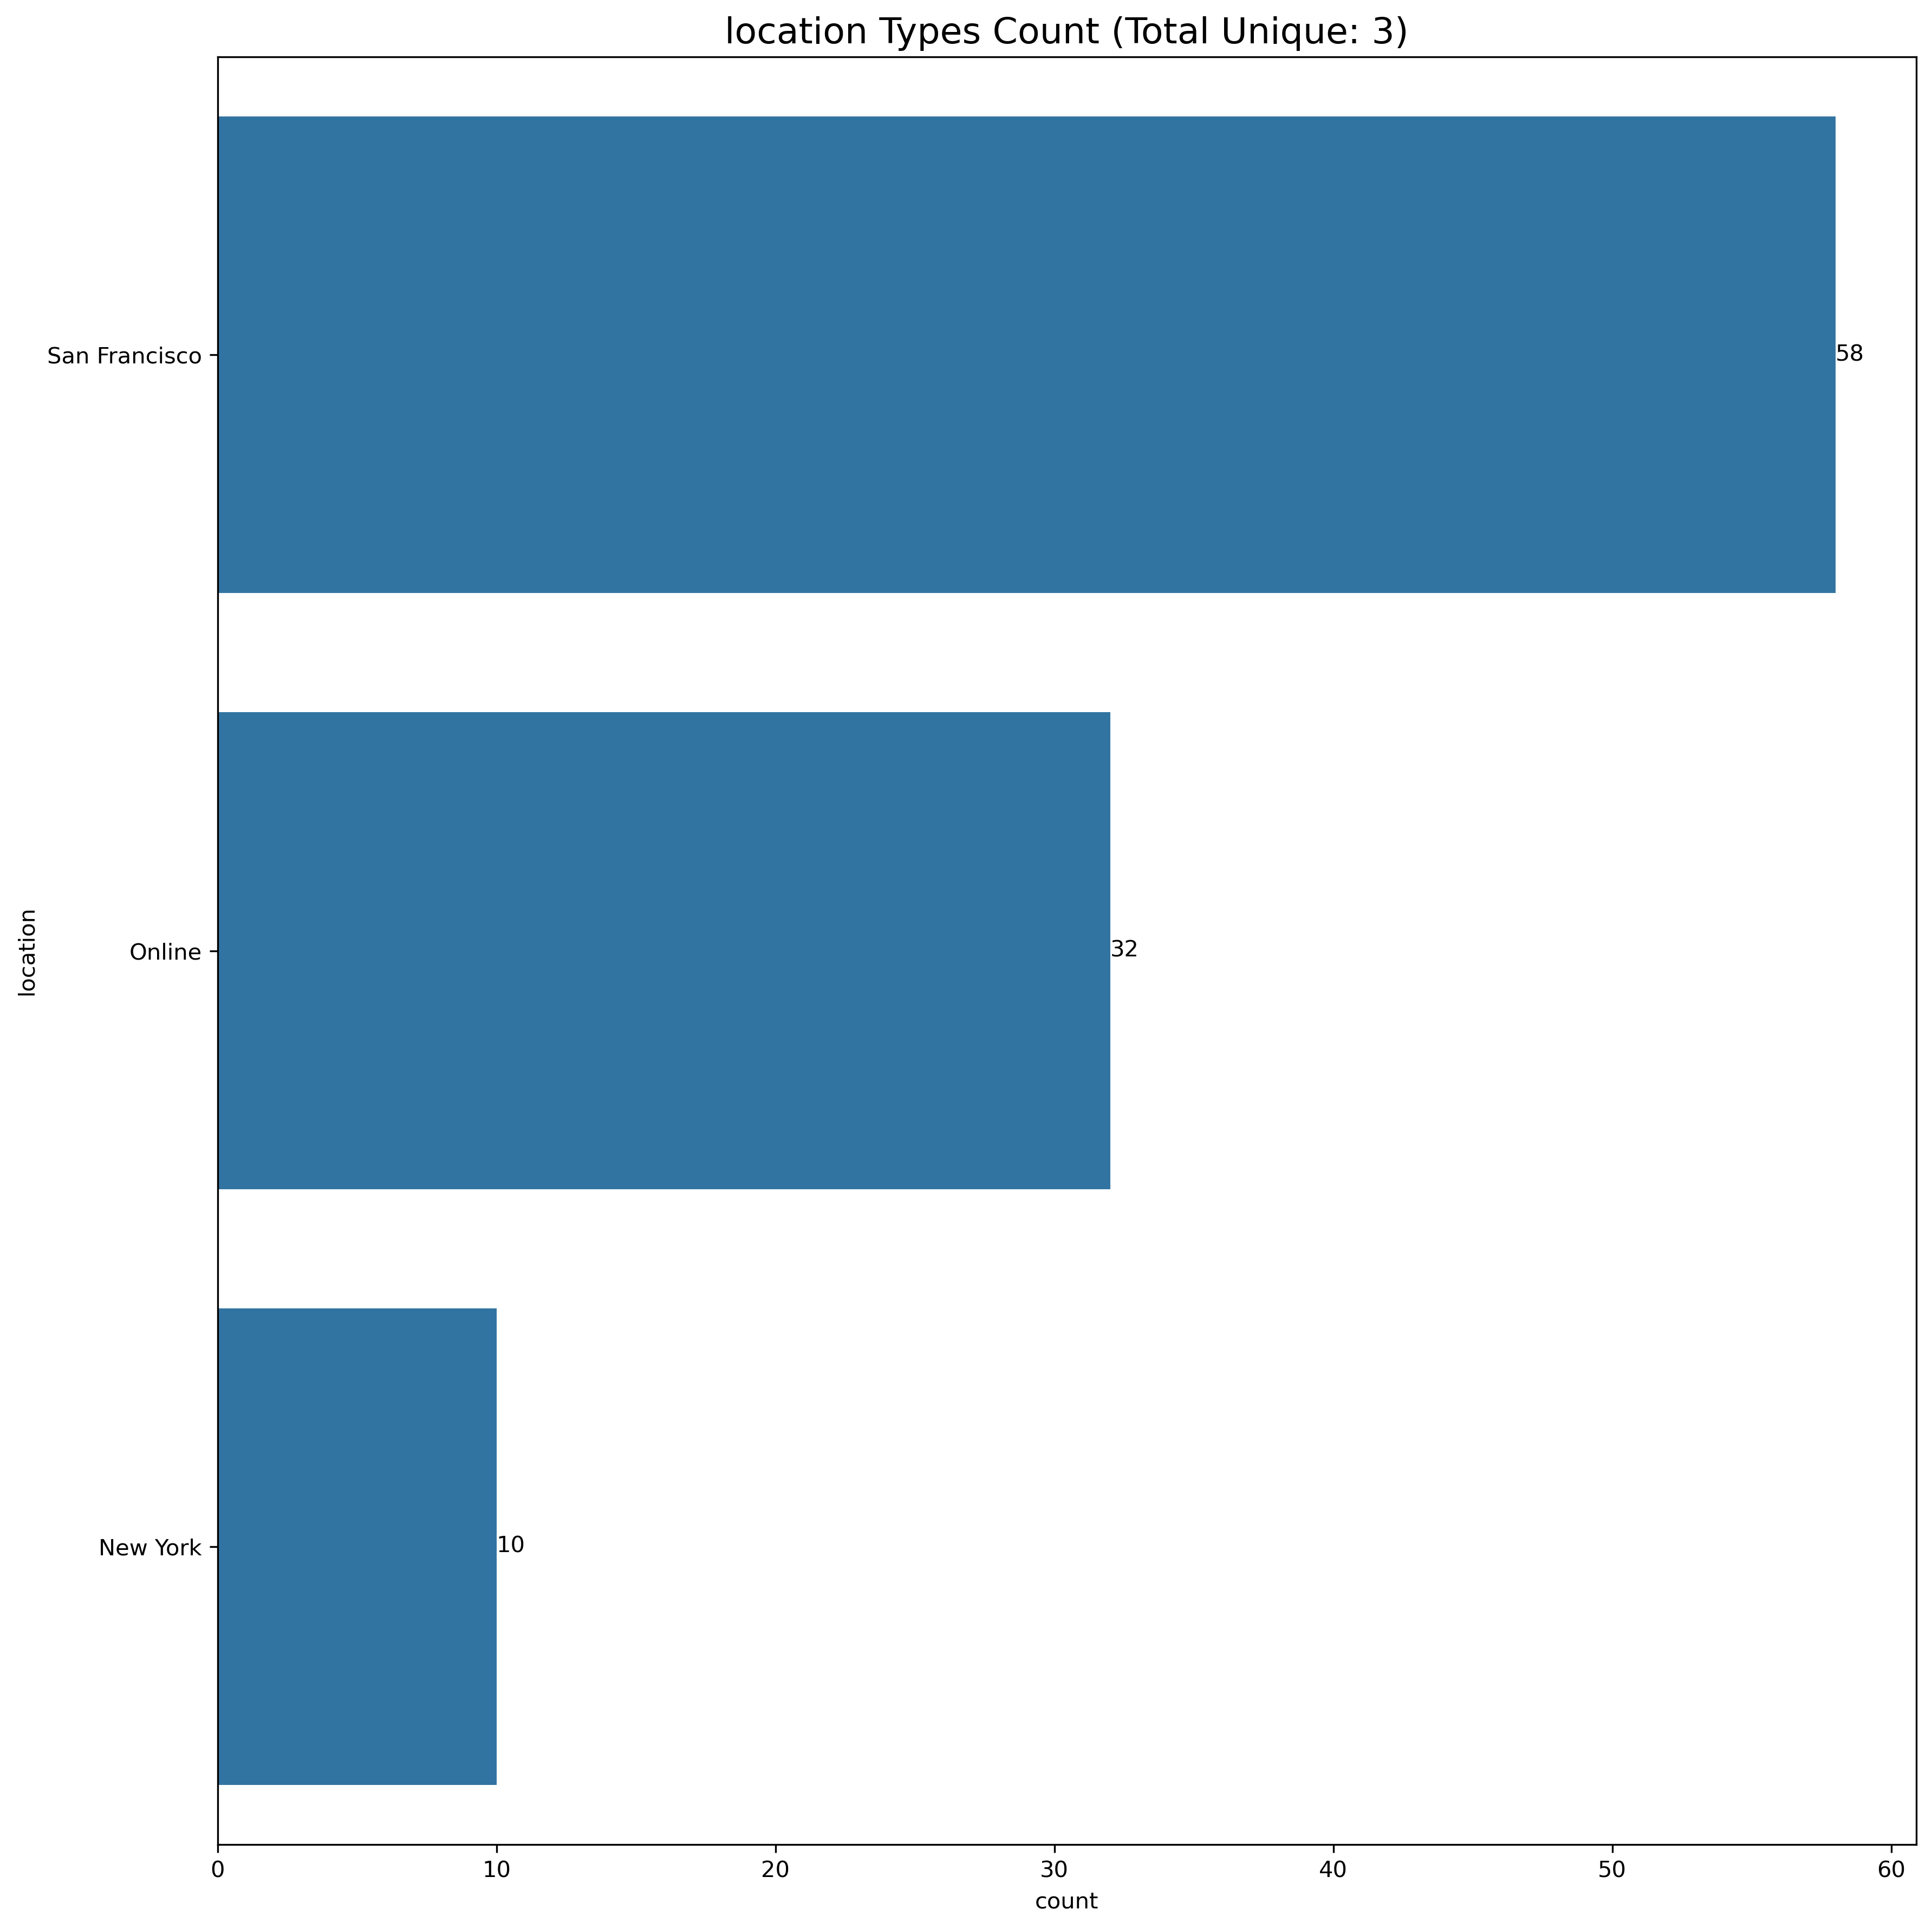 location Types Count (Total Unique: 3)
San Francisco
58
Online
32
New York
10
location
0 10 20 30 40 50 60
count